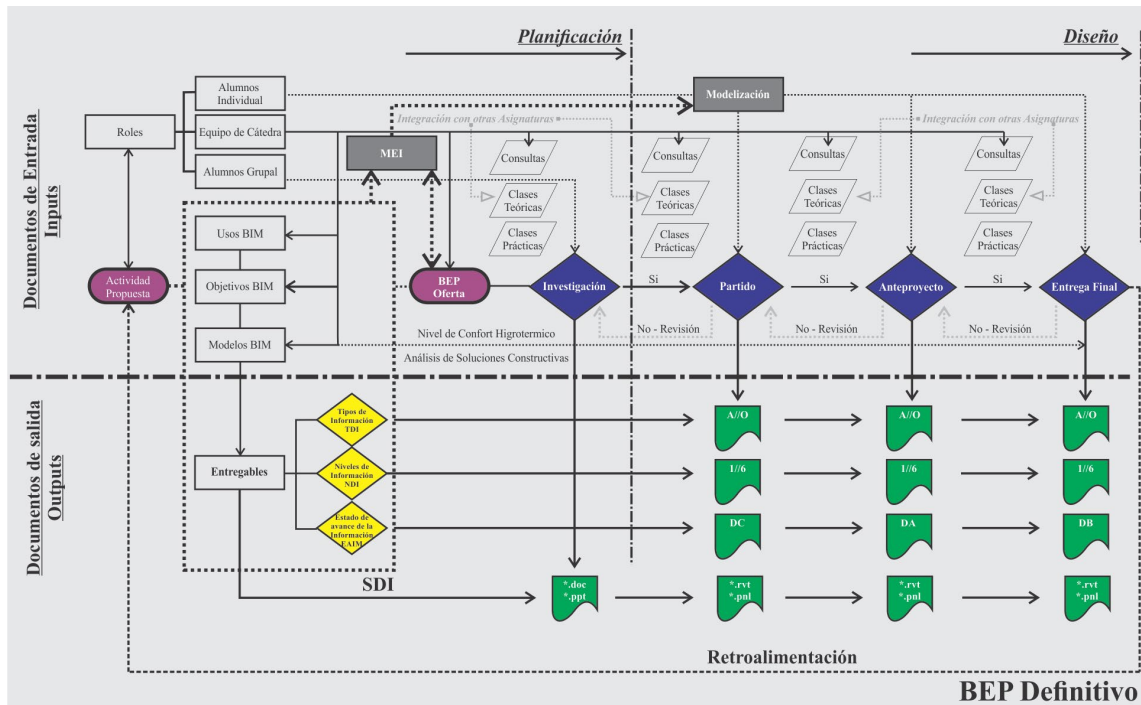 Planificación
Diseño
Documentos de Entrada
Inputs
Alumnos
Individual
Roles
Equipo de Cátedra
Alumnos Grupal
MEI
Modelización
Integración con otras Asignaturas
Integración con otras Asignaturas
Consultas
Consultas
Consultas
Consultas
Clases
Teóricas
Clases
Teóricas
Clases
Teóricas
Clases
Teóricas
Clases
Prácticas
Clases
Prácticas
Clases
Prácticas
Clases
Prácticas
Usos BIM
Objetivos BIM
Modelos BIM
Actividad
Propuesta
BEP
Oferta
Investigación
Si
Partido
Si
Anteproyecto
Si
Entrega Final
No - Revisión
No - Revisión
No - Revisión
Nivel de Confort Higrotermico
Análisis de Soluciones Constructivas
Documentos de salida
Outputs
Entregables
Tipos de
Información
TDI
Niveles de
Información
NDI
Estado de
avance de la
Información
EAIM
A//O
A//O
A//O
1//6
1//6
1//6
DC
DA
DB
SDI
*.doc
*.ppt
*.rvt
*.pnl
*.rvt
*.pnl
*.rvt
*.pnl
Retroalimentación
BEP Definitivo